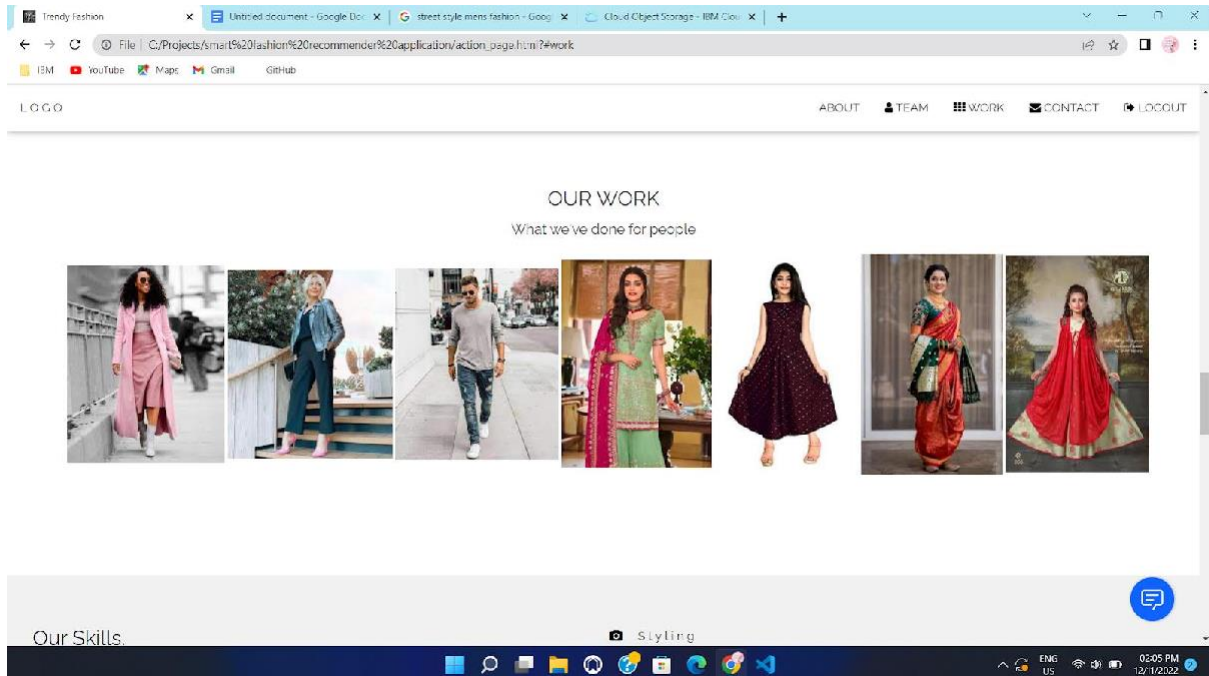 Trendy Fashion
Untitled document - Google Doc
street style mens fashion - Goog
Cloud Object Storage - IBM Clou
File | C:/Projects/smart%20fashion%20recommender%20application/action_page.html?#work
IBM
YouTube
Maps
Gmail
GitHub
LOGO
ABOUT
TEAM
WORK
CONTACT
LOGOUT
OUR WORK
What we've done for people
Our Skills.
Styling
ENG
US
02:05 PM
12/11/2022